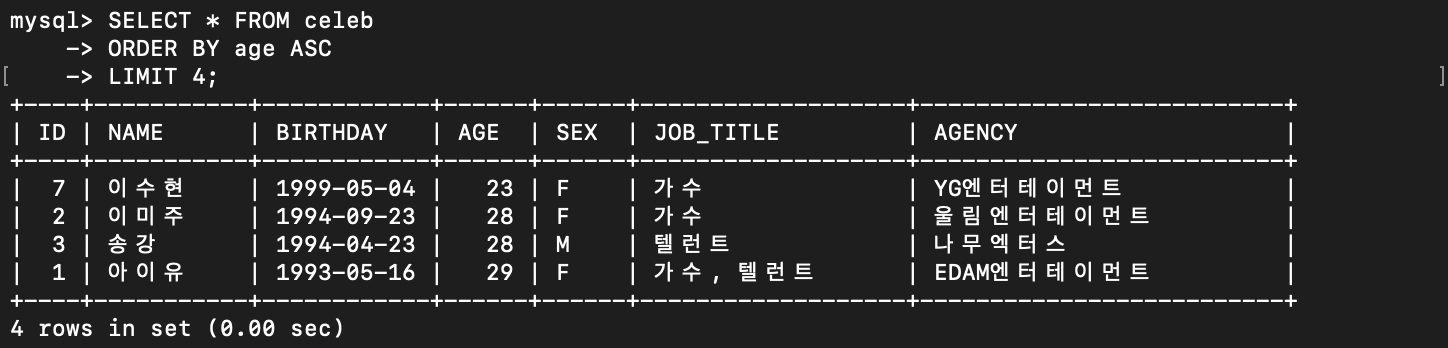 mysql> SELECT * FROM celeb
    -> ORDER BY age ASC
[    -> LIMIT 4; ]
+----+-----------+------------+------+------+-------------------+--------------------------+
| ID | NAME | BIRTHDAY | AGE | SEX | JOB_TITLE | AGENCY |
+----+-----------+------------+------+------+-------------------+--------------------------+
| 7 | 이수현 | 1999-05-04 | 23 | F | 가수 | YG엔터테이먼트 |
| 2 | 이미주 | 1994-09-23 | 28 | F | 가수 | 울림엔터테이먼트 |
| 3 | 송강 | 1994-04-23 | 28 | M | 텔런트 | 나무엑터스 |
| 1 | 아이유 | 1993-05-16 | 29 | F | 가수, 텔런트 | EDAM엔터테이먼트 |
+----+-----------+------------+------+------+-------------------+--------------------------+
4 rows in set (0.00 sec)